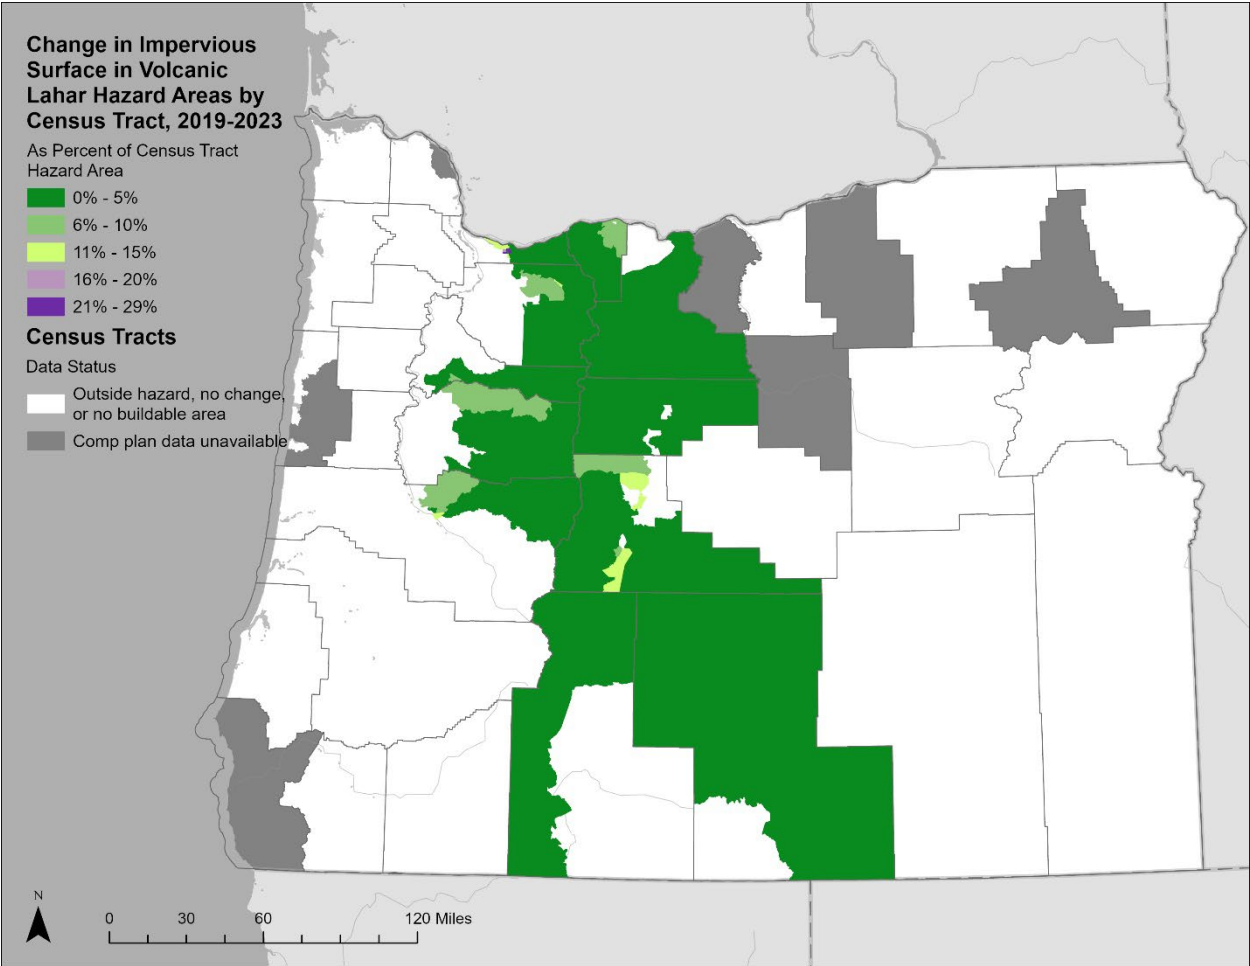 Change in Impervious
Surface in Volcanic
Lahar Hazard Areas by
Census Tract, 2019-2023
As Percent of Census Tract
Hazard Area
0% - 5%
6% - 10%
11% - 15%
16% - 20%
21% - 29%
Census Tracts
Data Status
Outside hazard, no change,
or no buildable area
Comp plan data unavailable
N
0 30 60 120 Miles